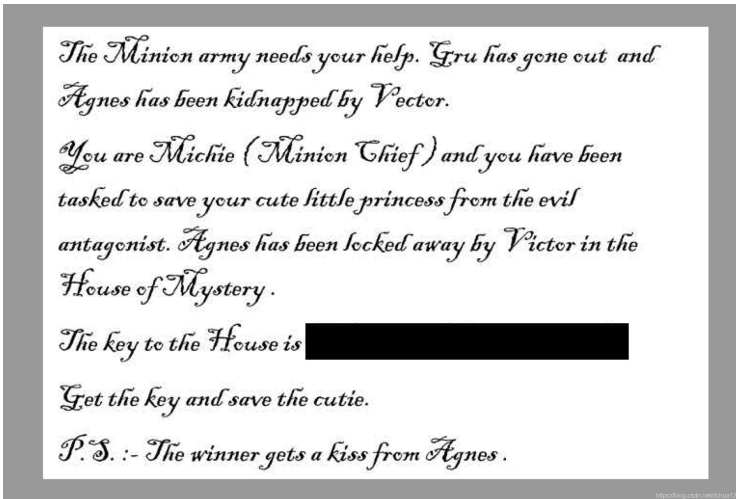 The Minion army needs your help. Gru has gone out and
Agnes has been kidnapped by Vector.
You are Michie (Minion Chief) and you have been
tasked to save your cute little princess from the evil
antagonist. Agnes has been locked away by Victor in the
House of Mystery .
The key to the House is
Get the key and save the cutie.
P.S. :- The winner gets a kiss from Agnes .